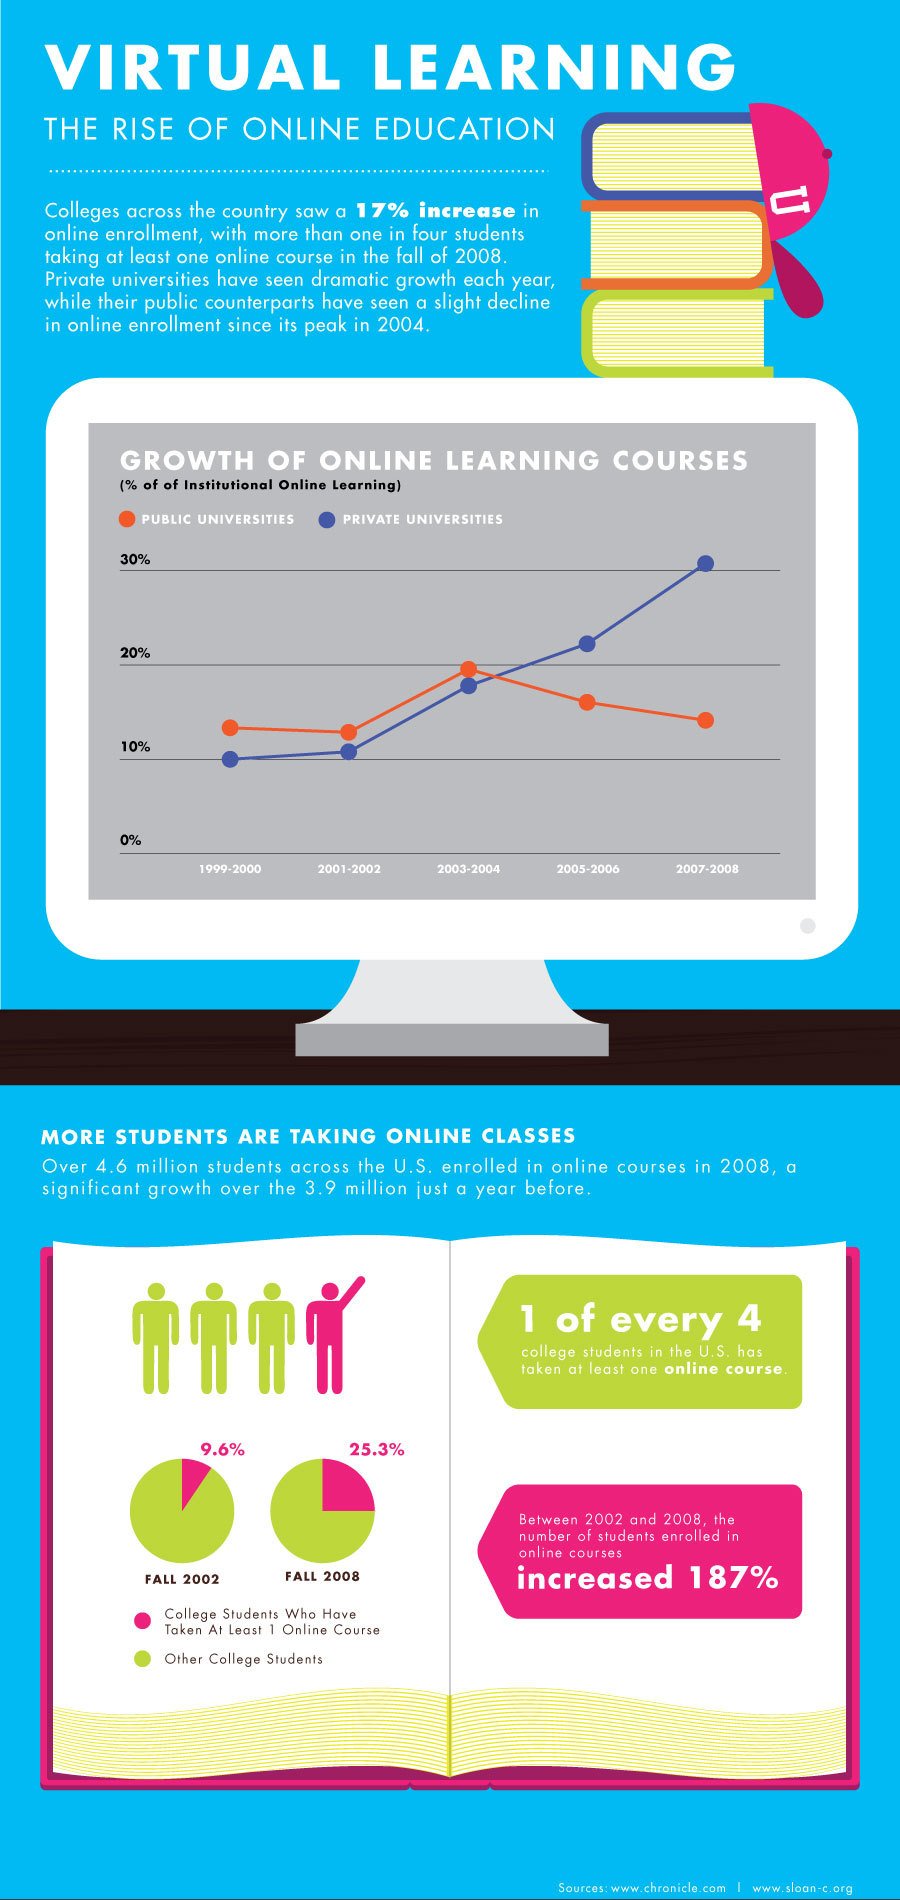 VIRTUAL LEARNING
THE RISE OF ONLINE EDUCATION
Colleges across the country saw a 17% increase in
online enrollment, with more than one in four students
taking at least one online course in the fall of 2008.
Private universities have seen dramatic growth each year,
while their public counterparts have seen a slight decline
in online enrollment since its peak in 2004.
U
GROWTH OF ONLINE LEARNING COURSES
(% of of Institutional Online Learning)
PUBLIC UNIVERSITIES PRIVATE UNIVERSITIES
30%
20%
10%
0%
1999-2000 2001-2002 2003-2004 2005-2006 2007-2008
MORE STUDENTS ARE TAKING ONLINE CLASSES
Over 4.6 million students across the U.S. enrolled in online courses in 2008, a
significant growth over the 3.9 million just a year before.
1 of every 4
college students in the U.S. has
taken at least one online course.
9.6% 25.3%
FALL 2002 FALL 2008
College Students Who Have
Taken At Least 1 Online Course
Other College Students
Between 2002 and 2008, the
number of students enrolled in
online courses
increased 187%
Sources: www.chronicle.com | www.sloan-c.org